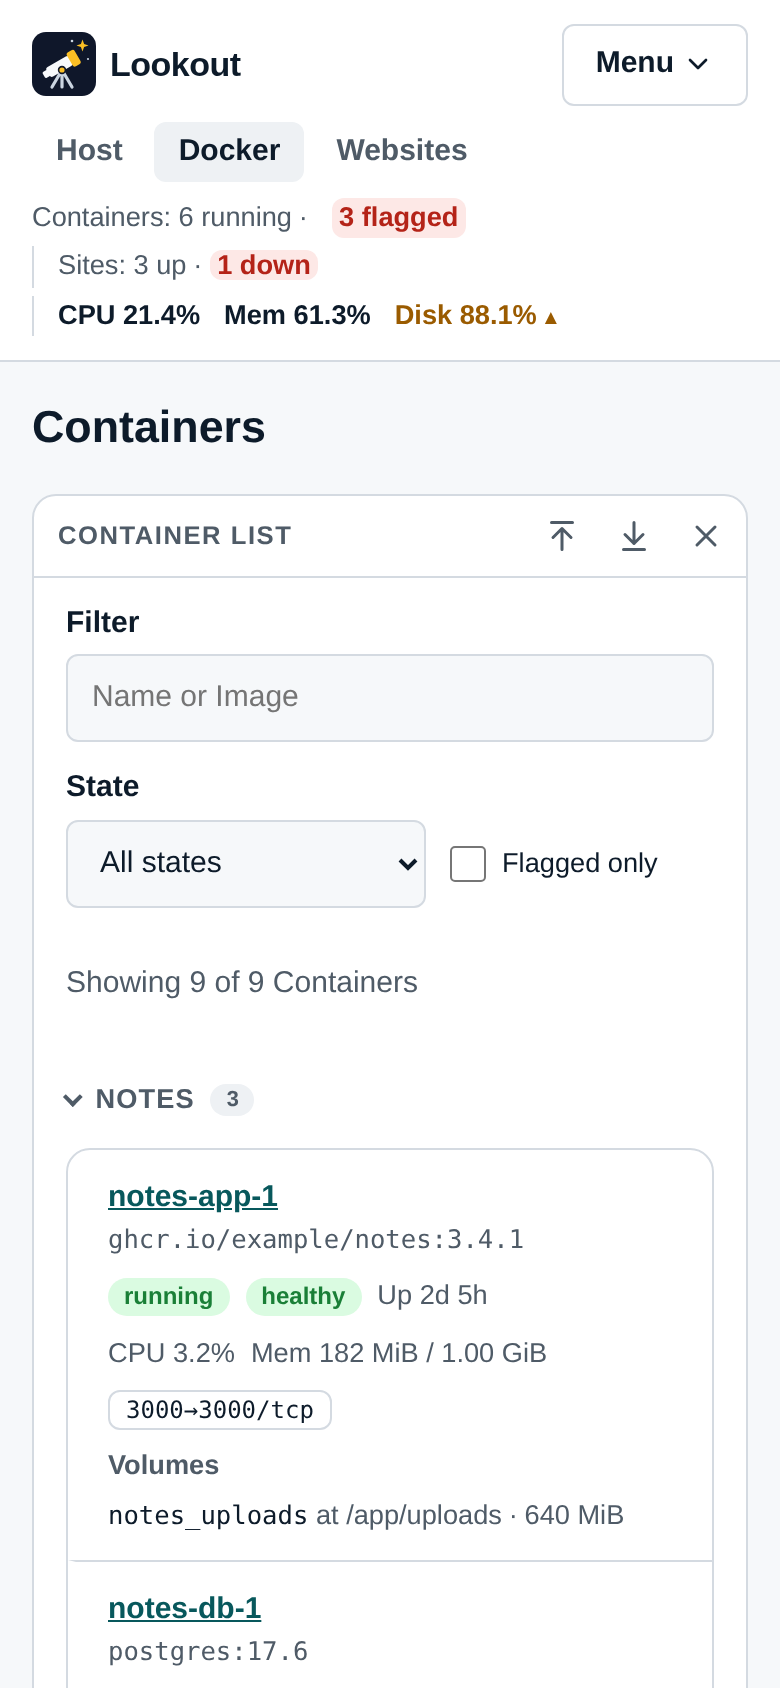 Lookout
Menu
Host Docker Websites
Containers: 6 running · 3 flagged
Sites: 3 up · 1 down
CPU 21.4% Mem 61.3% Disk 88.1% ▲
Containers
CONTAINER LIST
Filter
Name or Image
State
All states Flagged only
Showing 9 of 9 Containers
NOTES 3
notes-app-1
ghcr.io/example/notes:3.4.1
running healthy Up 2d 5h
CPU 3.2% Mem 182 MiB / 1.00 GiB
3000→3000/tcp
Volumes
notes_uploads at /app/uploads · 640 MiB
notes-db-1
postgres:17.6